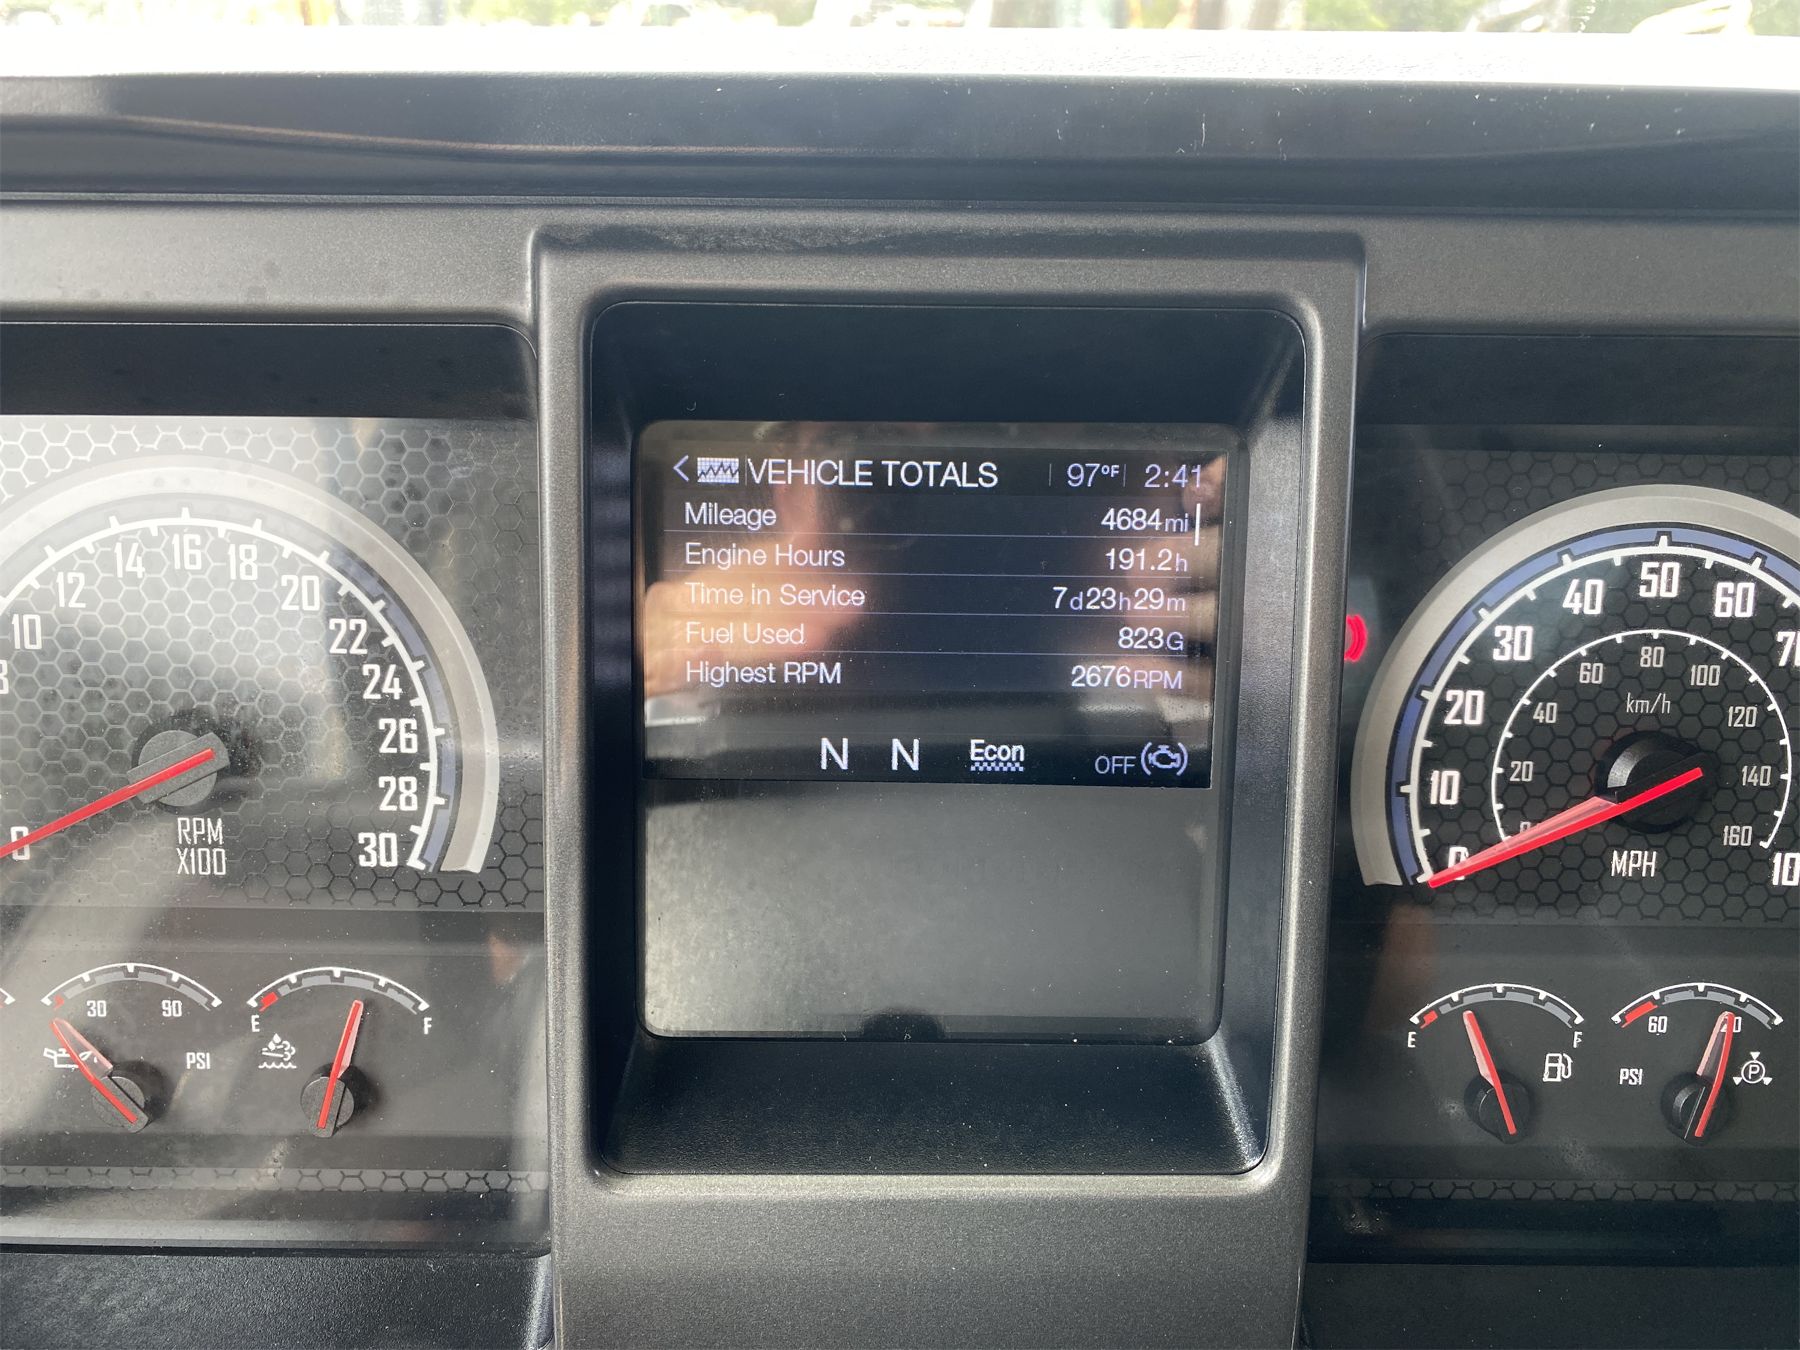 VEHICLE TOTALS 97°F 2:41
Mileage 4684mi
Engine Hours 191.2h
Time in Service 7d23h29m
Fuel Used 823G
Highest RPM 2676RPM
N N Econ OFF
8 10 12 14 16 18 20 22 24 26 28 30
RPM
X100
30 90
PSI
E F
0 10 20 30 40 50 60 70
20 40 60 80 100 120 140 160
km/h
MPH
E F
60
PSI
P